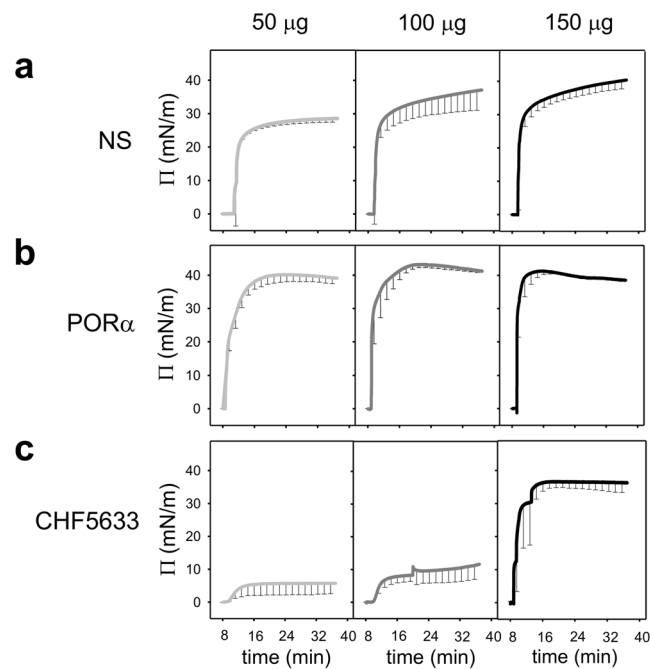 50 μg 100 μg 150 μg
a
NS
Π (mN/m)
40
30
20
10
0
b
PORα
Π (mN/m)
40
30
20
10
0
c
CHF5633
Π (mN/m)
40
30
20
10
0
8 16 24 32 40 8 16 24 32 40 8 16 24 32 40
time (min) time (min) time (min)